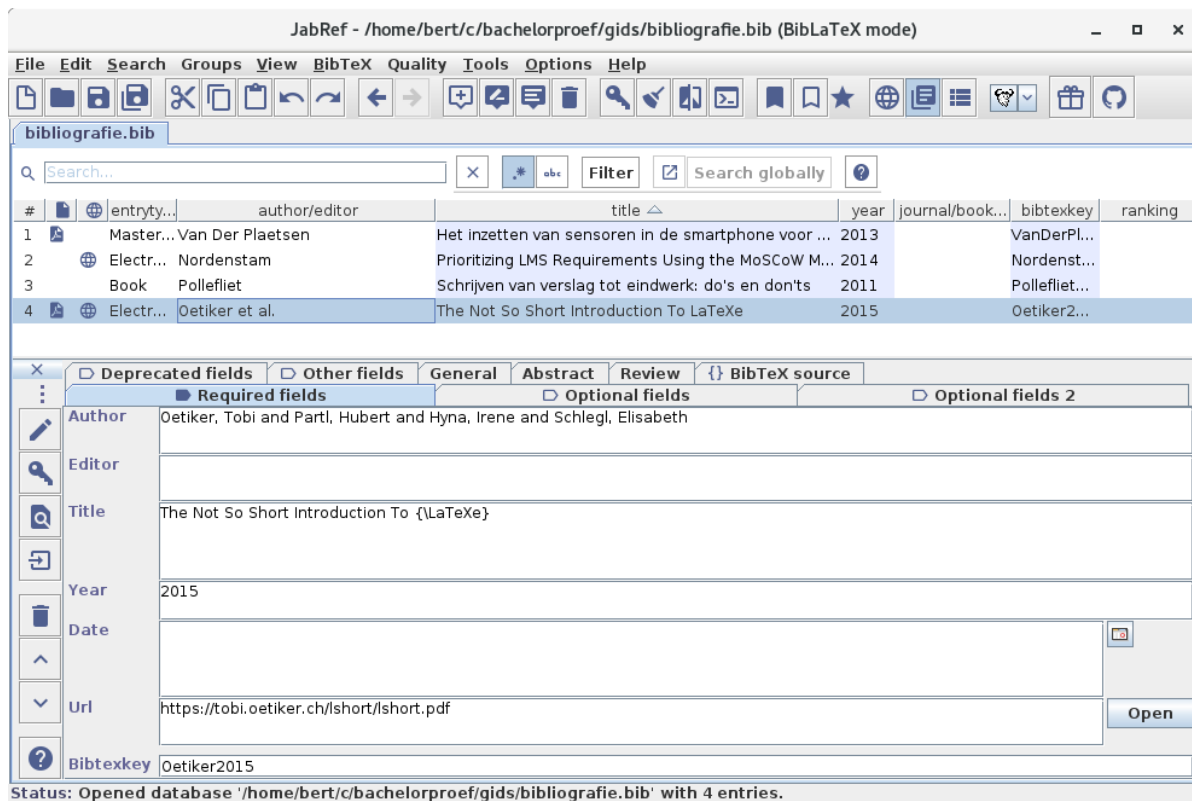 JabRef - /home/bert/c/bachelorproef/gids/bibliografie.bib (BibLaTeX mode)
File Edit Search Groups View BibTeX Quality Tools Options Help
bibliografie.bib
Search... .* abc Filter Search globally
# entryty... author/editor title year journal/book... bibtexkey ranking
1 Master... Van Der Plaetsen Het inzetten van sensoren in de smartphone voor ... 2013 VanDerPl...
2 Electr... Nordenstam Prioritizing LMS Requirements Using the MoSCoW M... 2014 Nordenst...
3 Book Pollefliet Schrijven van verslag tot eindwerk: do's en don'ts 2011 Pollefliet...
4 Electr... Oetiker et al. The Not So Short Introduction To LaTeXe 2015 Oetiker2...
Deprecated fields Other fields General Abstract Review {} BibTeX source
Required fields Optional fields Optional fields 2
Author Oetiker, Tobi and Partl, Hubert and Hyna, Irene and Schlegl, Elisabeth
Editor
Title The Not So Short Introduction To {\LaTeXe}
Year 2015
Date
Url https://tobi.oetiker.ch/lshort/lshort.pdf Open
Bibtexkey Oetiker2015
Status: Opened database '/home/bert/c/bachelorproef/gids/bibliografie.bib' with 4 entries.